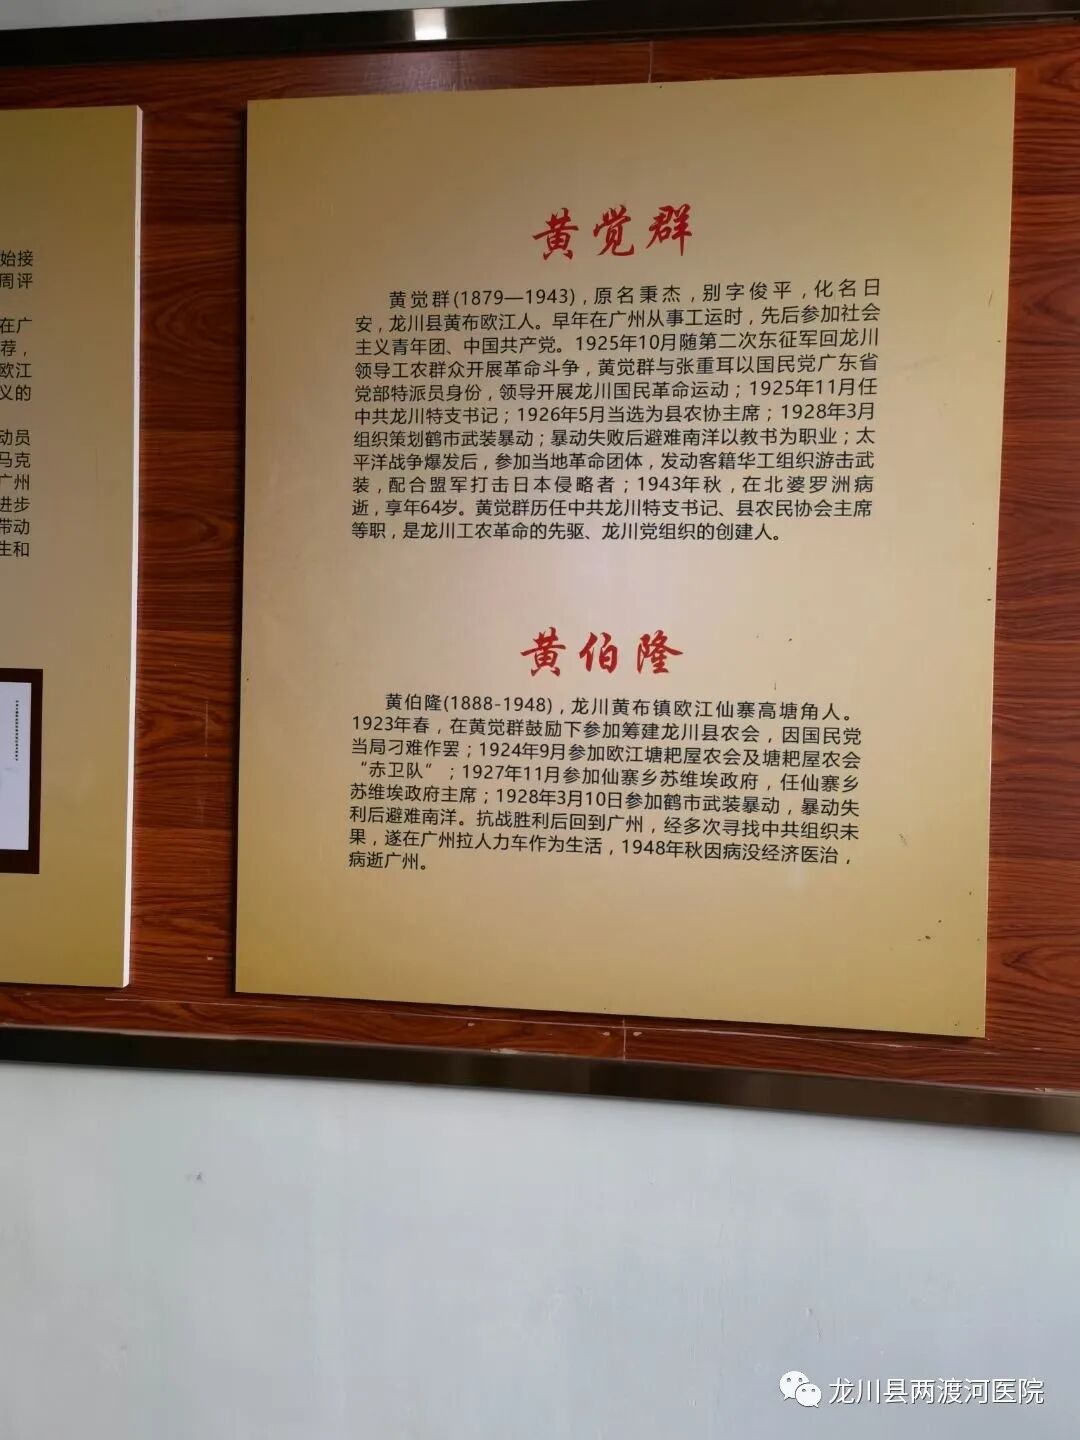 始接
周评
在广
荐，
欧江
义的
动员
马克
广州
进步
带动
生和
黄觉群
黄觉群(1879—1943)，原名秉杰，别字俊平，化名日
安，龙川县黄布欧江人。早年在广州从事工运时，先后参加社会
主义青年团、中国共产党。1925年10月随第二次东征军回龙川
领导工农群众开展革命斗争，黄觉群与张重耳以国民党广东省
党部特派员身份，领导开展龙川国民革命运动；1925年11月任
中共龙川特支书记；1926年5月当选为县农协主席；1928年3月
组织策划鹤市武装暴动；暴动失败后避难南洋以教书为职业；太
平洋战争爆发后，参加当地革命团体，发动客籍华工组织游击武
装，配合盟军打击日本侵略者；1943年秋，在北婆罗洲病
逝，享年64岁。黄觉群历任中共龙川特支书记、县农民协会主席
等职，是龙川工农革命的先驱、龙川党组织的创建人。
黄伯隆
黄伯隆(1888-1948)，龙川黄布镇欧江仙寨高塘角人。
1923年春，在黄觉群鼓励下参加筹建龙川县农会，因国民党
当局刁难作罢；1924年9月参加欧江塘耙屋农会及塘耙屋农会
“赤卫队”；1927年11月参加仙寨乡苏维埃政府，任仙寨乡
苏维埃政府主席；1928年3月10日参加鹤市武装暴动，暴动失
利后避难南洋。抗战胜利后回到广州，经多次寻找中共组织未
果，遂在广州拉人力车作为生活，1948年秋因病没经济医治，
病逝广州。
龙川县两渡河医院